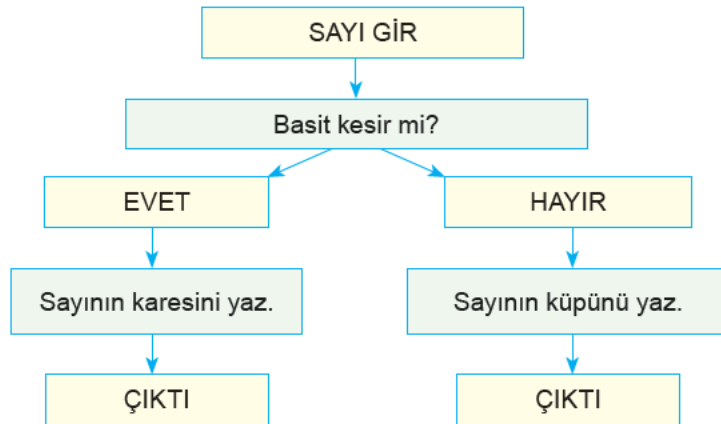 SAYI GİR
Basit kesir mi?
EVET
HAYIR
Sayının karesini yaz.
Sayının küpünü yaz.
ÇIKTI
ÇIKTI